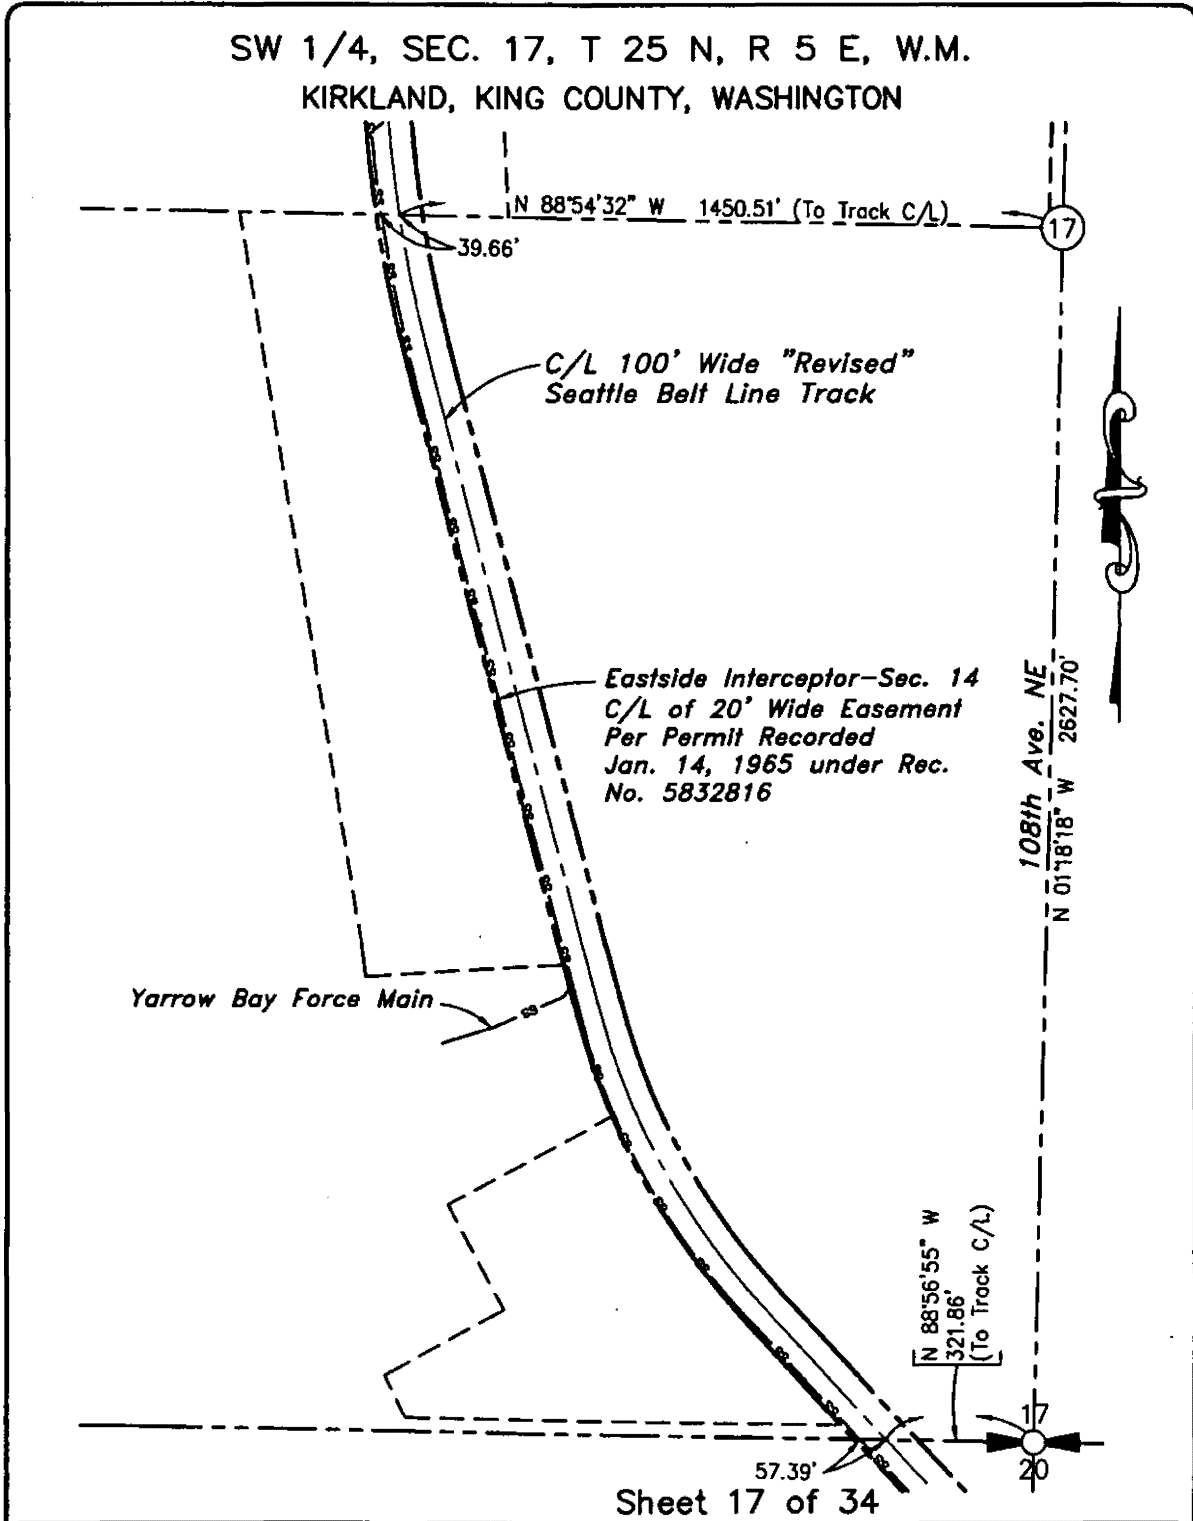 SW 1/4, SEC. 17, T 25 N, R 5 E, W.M.
KIRKLAND, KING COUNTY, WASHINGTON
N 88°54'32" W 1450.51' (To Track C/L)
17
39.66'
C/L 100' Wide "Revised"
Seattle Belt Line Track
Eastside Interceptor-Sec. 14
C/L of 20' Wide Easement
Per Permit Recorded
Jan. 14, 1965 under Rec.
No. 5832816
108th Ave. NE
N 01°18'18" W 2627.70'
Yarrow Bay Force Main
SS
N 88°56'55" W
321.86'
(To Track C/L)
17
20
57.39'
Sheet 17 of 34